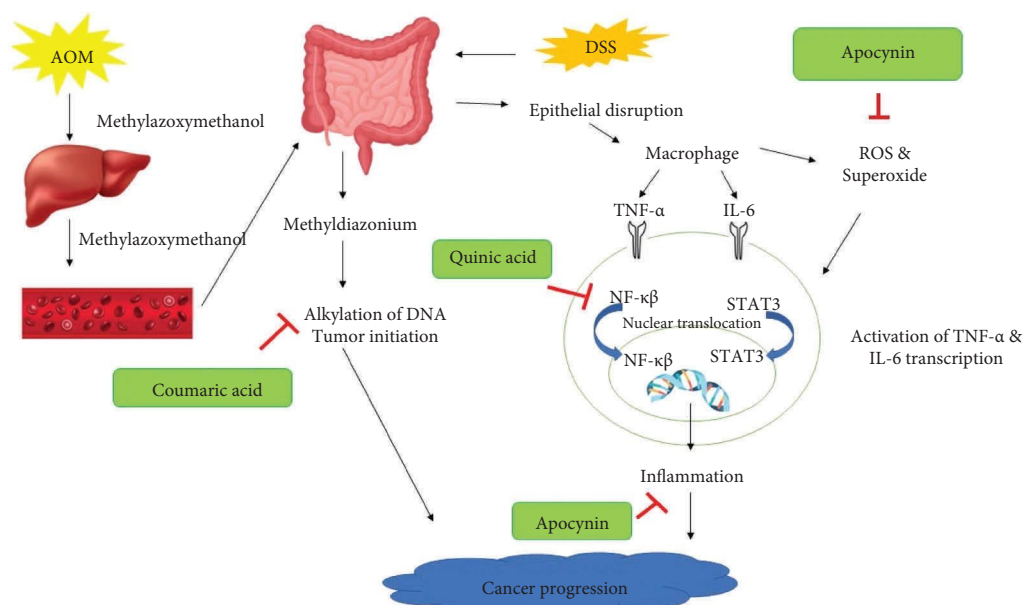 AOM
DSS
Apocynin
Methylazoxymethanol
Epithelial disruption
Macrophage
ROS &
Superoxide
TNF-α
IL-6
Methyldiazonium
Methylazoxymethanol
Quinic acid
NF-κβ
STAT3
Nuclear translocation
Alkylation of DNA
Tumor initiation
NF-κβ
STAT3
Activation of TNF-α &
IL-6 transcription
Coumaric acid
Inflammation
Apocynin
Cancer progression